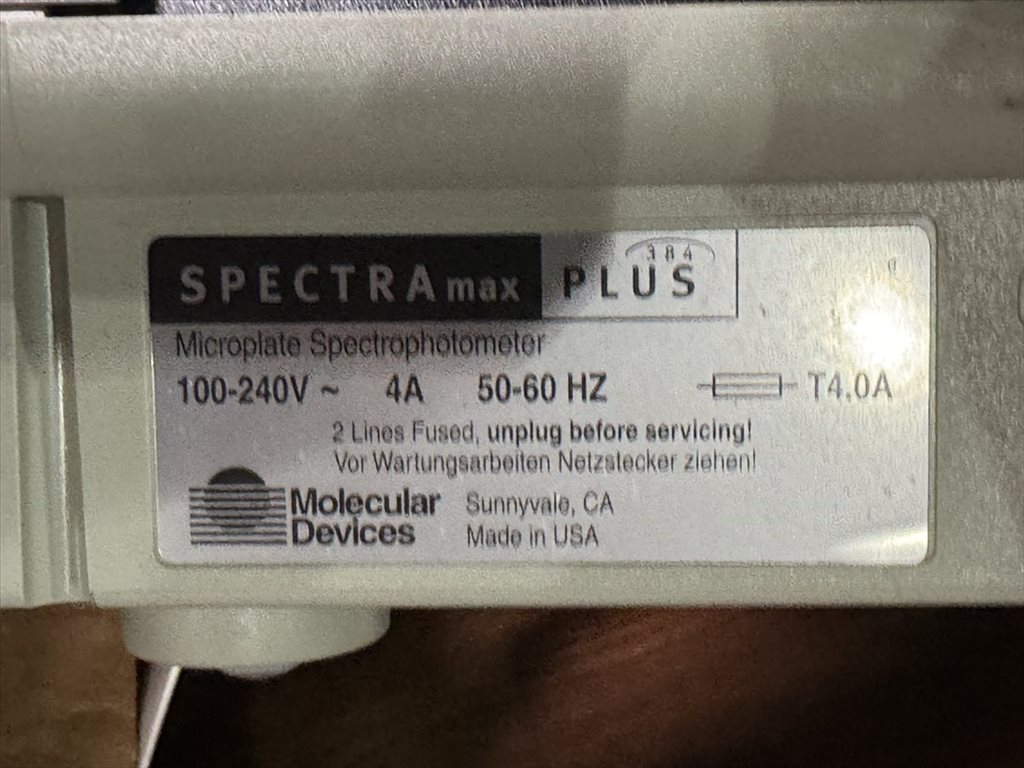 SPECTRAmax PLUS 384
Microplate Spectrophotometer
100-240V ~ 4A 50-60 HZ T4.0A
2 Lines Fused, unplug before servicing!
Vor Wartungsarbeiten Netzstecker ziehen!
Molecular Devices
Sunnyvale, CA
Made in USA